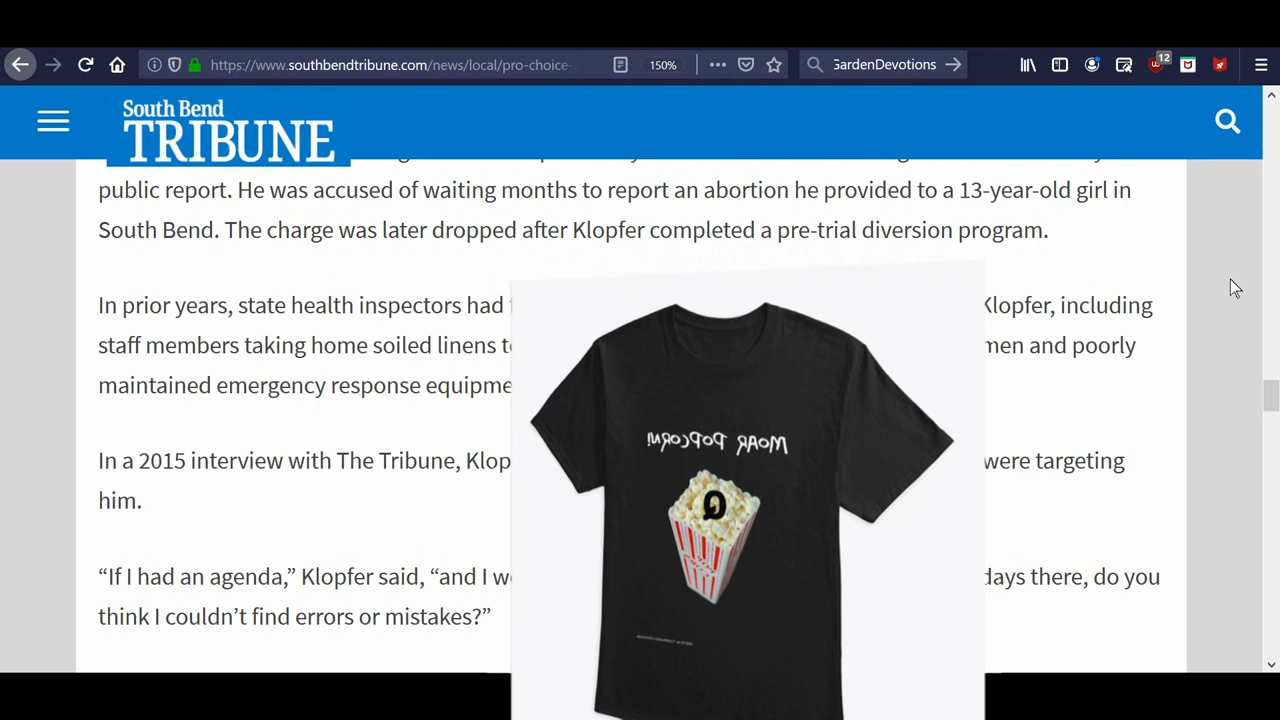 https://www.southbendtribune.com/news/local/pro-choice-
150%
GardenDevotions
12
South Bend
TRIBUNE
public report. He was accused of waiting months to report an abortion he provided to a 13-year-old girl in
South Bend. The charge was later dropped after Klopfer completed a pre-trial diversion program.
In prior years, state health inspectors had Klopfer, including
staff members taking home soiled linens men and poorly
maintained emergency response equipme
In a 2015 interview with The Tribune, Klop were targeting
him.
“If I had an agenda,” Klopfer said, “and I days there, do you
think I couldn’t find errors or mistakes?”
MOAR POPCORN!
Q